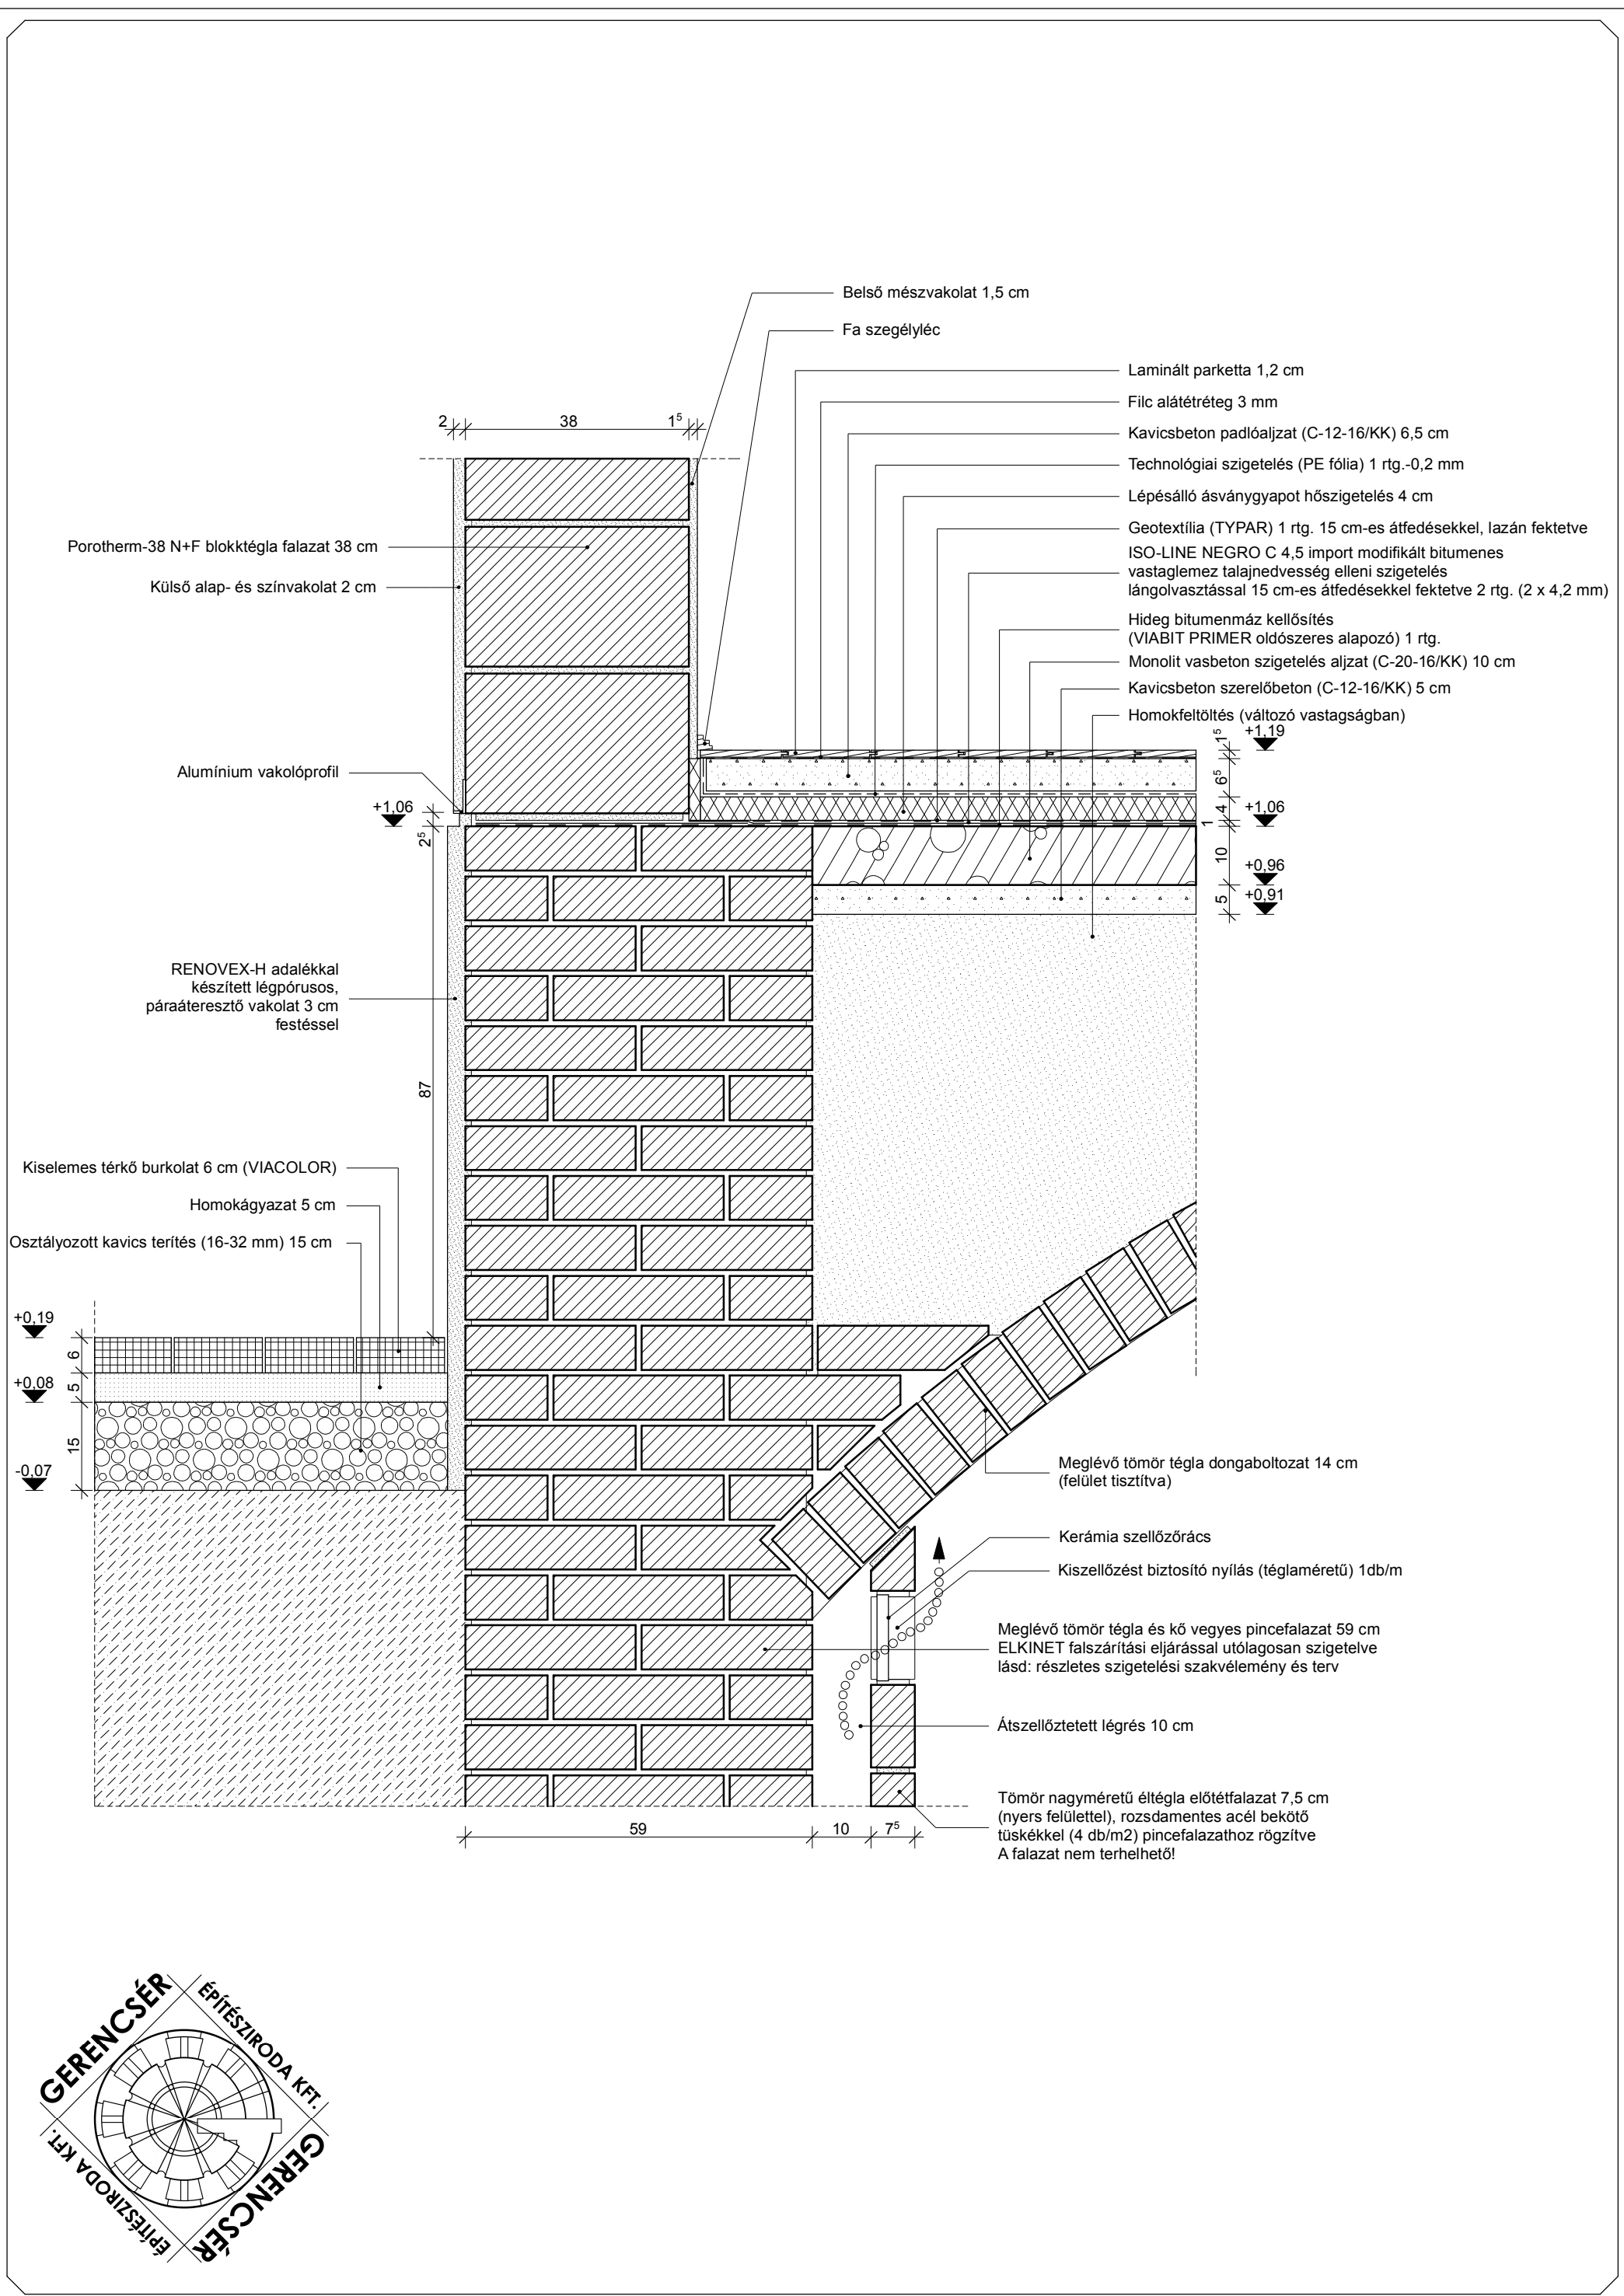 Belső mészvakolat 1,5 cm
Fa szegélyléc
Laminált parketta 1,2 cm
Filc alátétréteg 3 mm
Kavicsbeton padlóaljzat (C-12-16/KK) 6,5 cm
Technológiai szigetelés (PE fólia) 1 rtg.-0,2 mm
Lépésálló ásványgyapot hőszigetelés 4 cm
Geotextília (TYPAR) 1 rtg. 15 cm-es átfedésekkel, lazán fektetve
ISO-LINE NEGRO C 4,5 import modifikált bitumenes
vastaglemez talajnedvesség elleni szigetelés
lángolvasztással 15 cm-es átfedésekkel fektetve 2 rtg. (2 x 4,2 mm)
Hideg bitumenmáz kellősítés
(VIABIT PRIMER oldószeres alapozó) 1 rtg.
Monolit vasbeton szigetelés aljzat (C-20-16/KK) 10 cm
Kavicsbeton szerelőbeton (C-12-16/KK) 5 cm
Homokfeltöltés (változó vastagságban)
2 38 1⁵
Porotherm-38 N+F blokktégla falazat 38 cm
Külső alap- és színvakolat 2 cm
Alumínium vakolóprofil
+1,06
2⁵
87
1⁵
6⁵
4
1
10
5
+1,19
+1,06
+0,96
+0,91
RENOVEX-H adalékkal
készített légpórusos,
páraáteresztő vakolat 3 cm
festéssel
Kiselemes térkő burkolat 6 cm (VIACOLOR)
Homokágyazat 5 cm
Osztályozott kavics terítés (16-32 mm) 15 cm
+0,19
+0,08
-0,07
6
5
15
Meglévő tömör tégla dongaboltozat 14 cm
(felület tisztítva)
Kerámia szellőzőrács
Kiszellőzést biztosító nyílás (téglaméretű) 1db/m
Meglévő tömör tégla és kő vegyes pincefalazat 59 cm
ELKINET falszárítási eljárással utólagosan szigetelve
lásd: részletes szigetelési szakvélemény és terv
Átszellőztetett légrés 10 cm
Tömör nagyméretű éltégla előtétfalazat 7,5 cm
(nyers felülettel), rozsdamentes acél bekötő
tüskékkel (4 db/m2) pincefalazathoz rögzítve
A falazat nem terhelhető!
59 10 7⁵
GERENCSÉR
ÉPÍTÉSZIRODA KFT.
GERENCSÉR
ÉPÍTÉSZIRODA KFT.